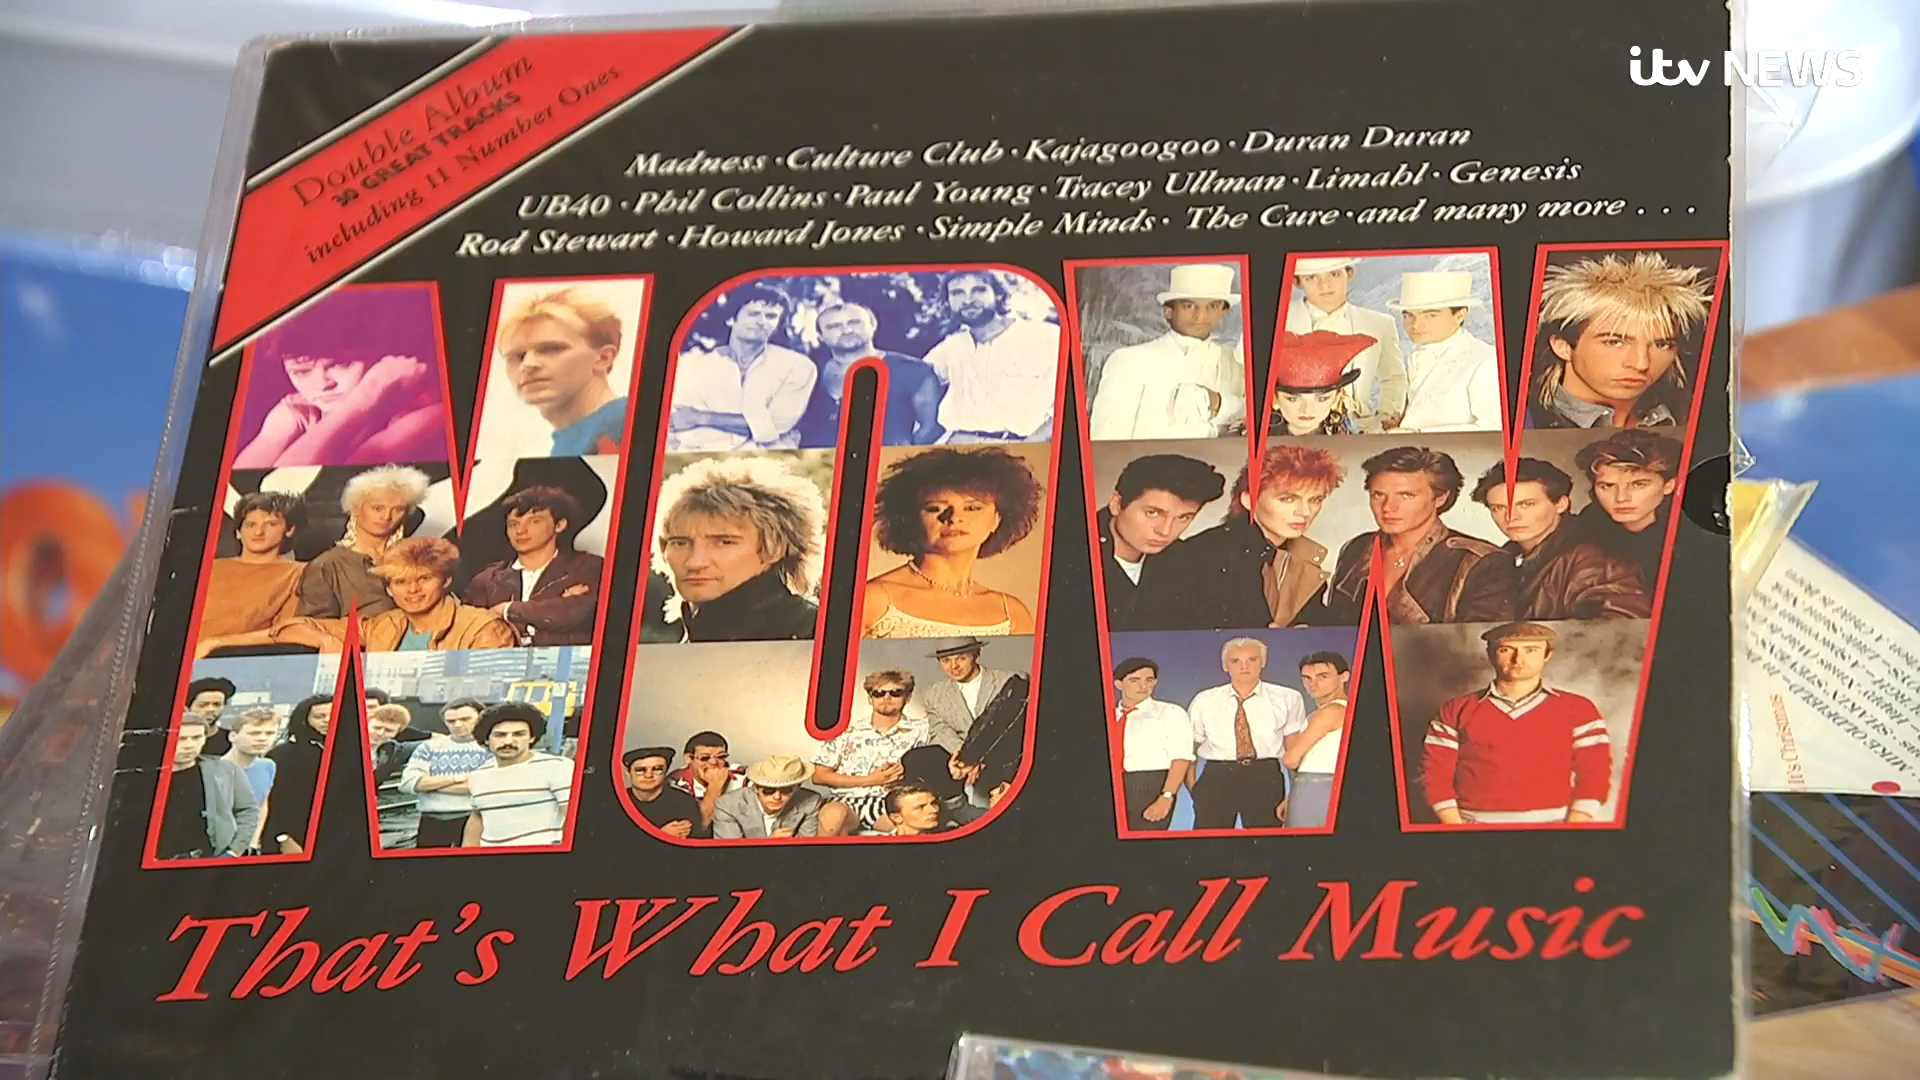 itv NEWS
Double Album
30 GREAT TRACKS
including 11 Number Ones
Madness · Culture Club · Kajagoogoo · Duran Duran
UB40 · Phil Collins · Paul Young · Tracey Ullman · Limahl · Genesis
Rod Stewart · Howard Jones · Simple Minds · The Cure · and many more . . .
NOW
That's What I Call Music